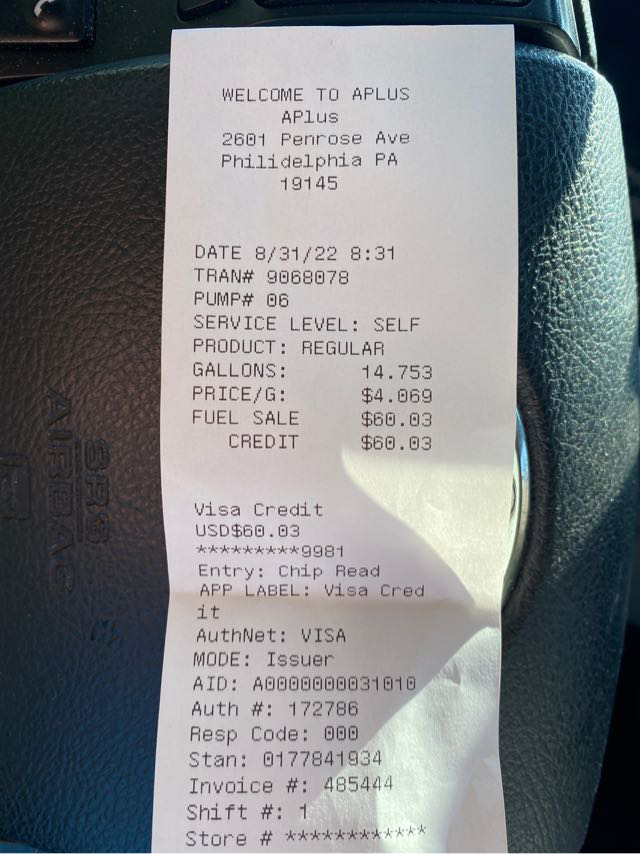 WELCOME TO APLUS
APlus
2601 Penrose Ave
Philidelphia PA
19145
DATE 8/31/22 8:31
TRAN# 9068078
PUMP# 06
SERVICE LEVEL: SELF
PRODUCT: REGULAR
GALLONS: 14.753
PRICE/G: $4.069
FUEL SALE $60.03
CREDIT $60.03
Visa Credit
USD$60.03
*********9981
Entry: Chip Read
APP LABEL: Visa Cred
it
AuthNet: VISA
MODE: Issuer
AID: A0000000031010
Auth #: 172786
Resp Code: 000
Stan: 0177841934
Invoice #: 485444
Shift #: 1
Store # ************
SRS
AIRBAG